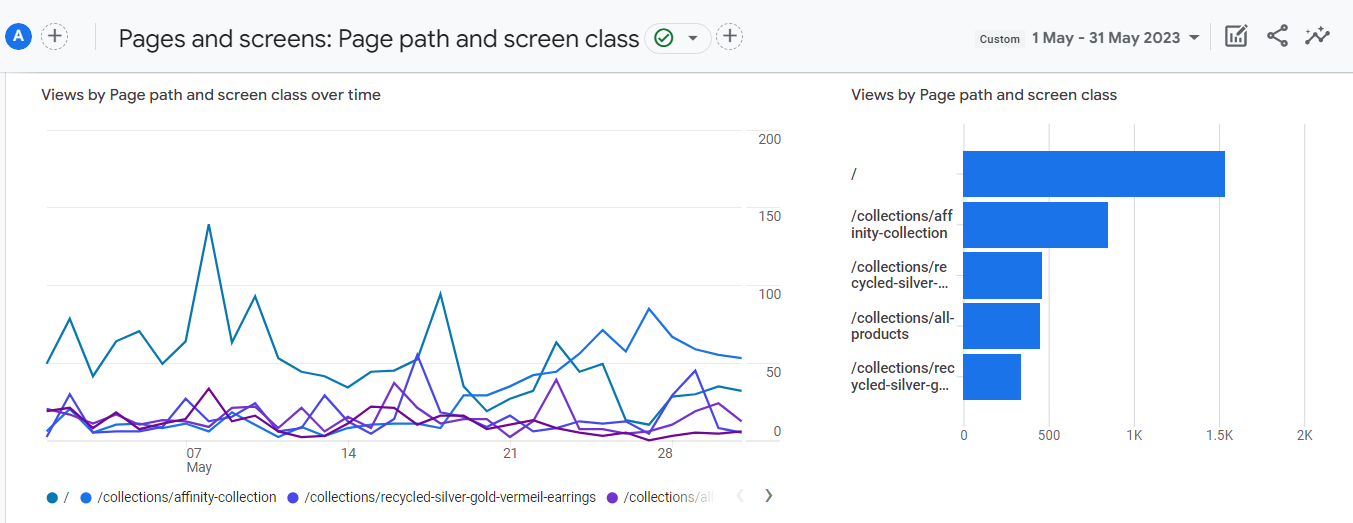 A
Pages and screens: Page path and screen class
Custom 1 May - 31 May 2023
Views by Page path and screen class over time
200
150
100
50
0
07
May
14
21
28
/
/collections/affinity-collection
/collections/recycled-silver-gold-vermeil-earrings
/collections/all
Views by Page path and screen class
/
/collections/aff
inity-collection
/collections/re
cycled-silver-...
/collections/all-
products
/collections/rec
ycled-silver-g...
0
500
1K
1.5K
2K